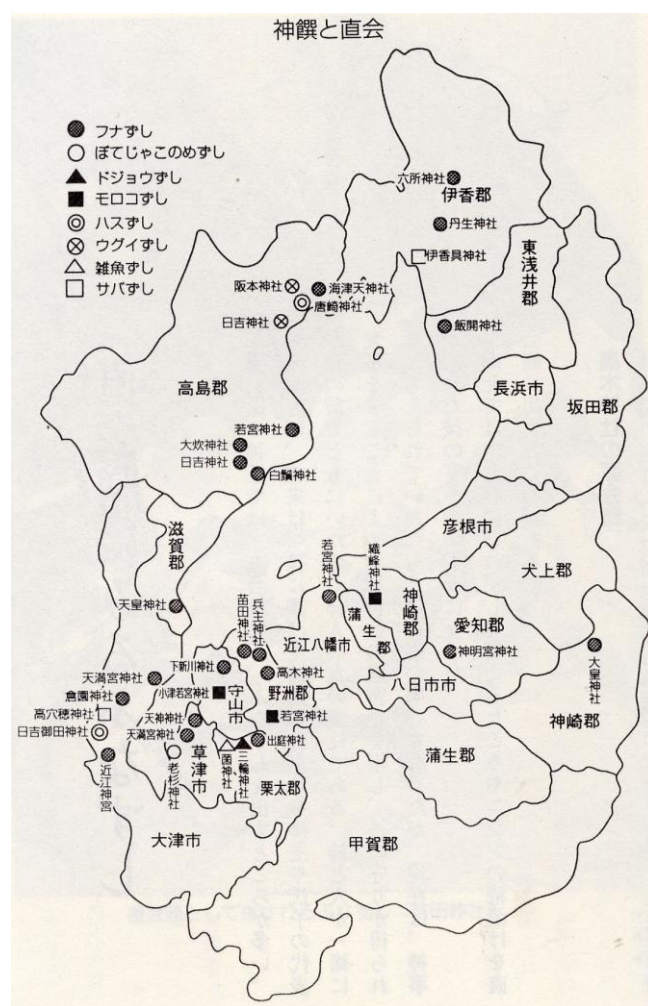 神饌と直会
フナずし
ぼてじゃこのめずし
ドジョウずし
モロコずし
ハスずし
ウグイずし
雑魚ずし
サバずし
六所神社
伊香郡
丹生神社
伊香具神社
東浅井郡
阪本神社
海津天神社
唐崎神社
日吉神社
飯開神社
長浜市
高島郡
坂田郡
若宮神社
大炊神社
日吉神社
白鬚神社
彦根市
滋賀郡
犬上郡
若宮神社
織峰神社
神崎郡
蒲生郡
愛知郡
天皇神社
苗田神社
兵主神社
近江八幡市
神明宮神社
大皇神社
下新川神社
高木神社
八日市市
天満宮神社
倉園神社
小津若宮神社
守山市
野洲郡
神崎郡
高穴穂神社
天神神社
若宮神社
日吉御田神社
天満宮神社
出庭神社
蒲生郡
近江神宮
老杉神社
草津市
菌神社
三輪神社
栗太郡
大津市
甲賀郡